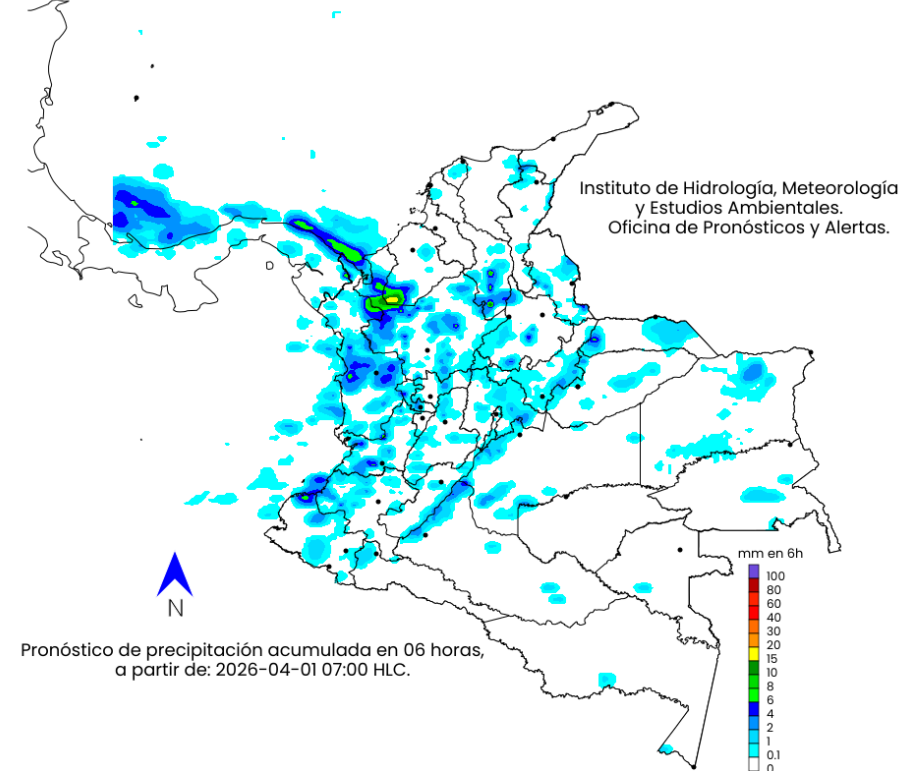 Instituto de Hidrología, Meteorología
y Estudios Ambientales.
Oficina de Pronósticos y Alertas.
mm en 6h
100
80
60
40
30
20
15
10
8
6
4
2
1
0.1
0
N
Pronóstico de precipitación acumulada en 06 horas,
a partir de: 2026-04-01 07:00 HLC.